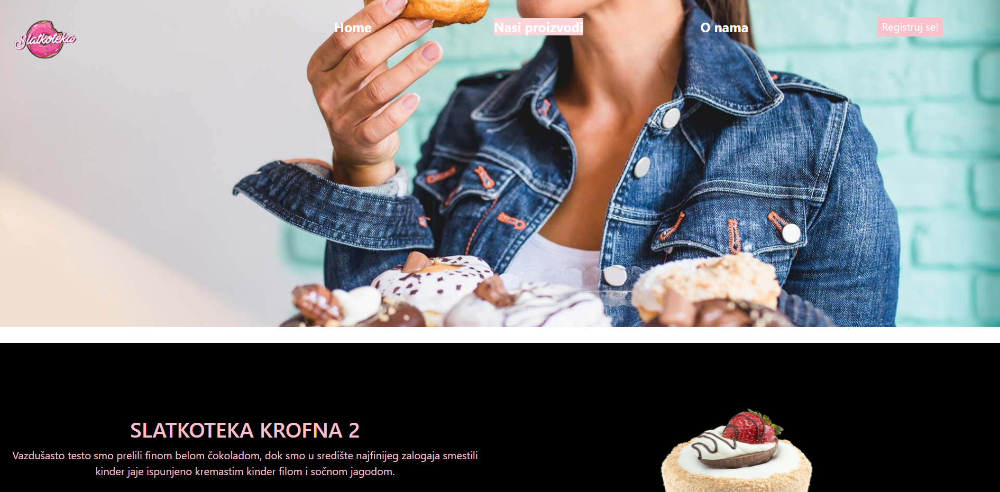 Slatkoteka
Home
Nasi proizvodi
O nama
Registruj se!
SLATKOTEKA KROFNA 2
Vazdušasto testo smo prelili finom belom čokoladom, dok smo u središte najfinijeg zalogaja smestili
kinder jaje ispunjeno kremastim kinder filom i sočnom jagodom.